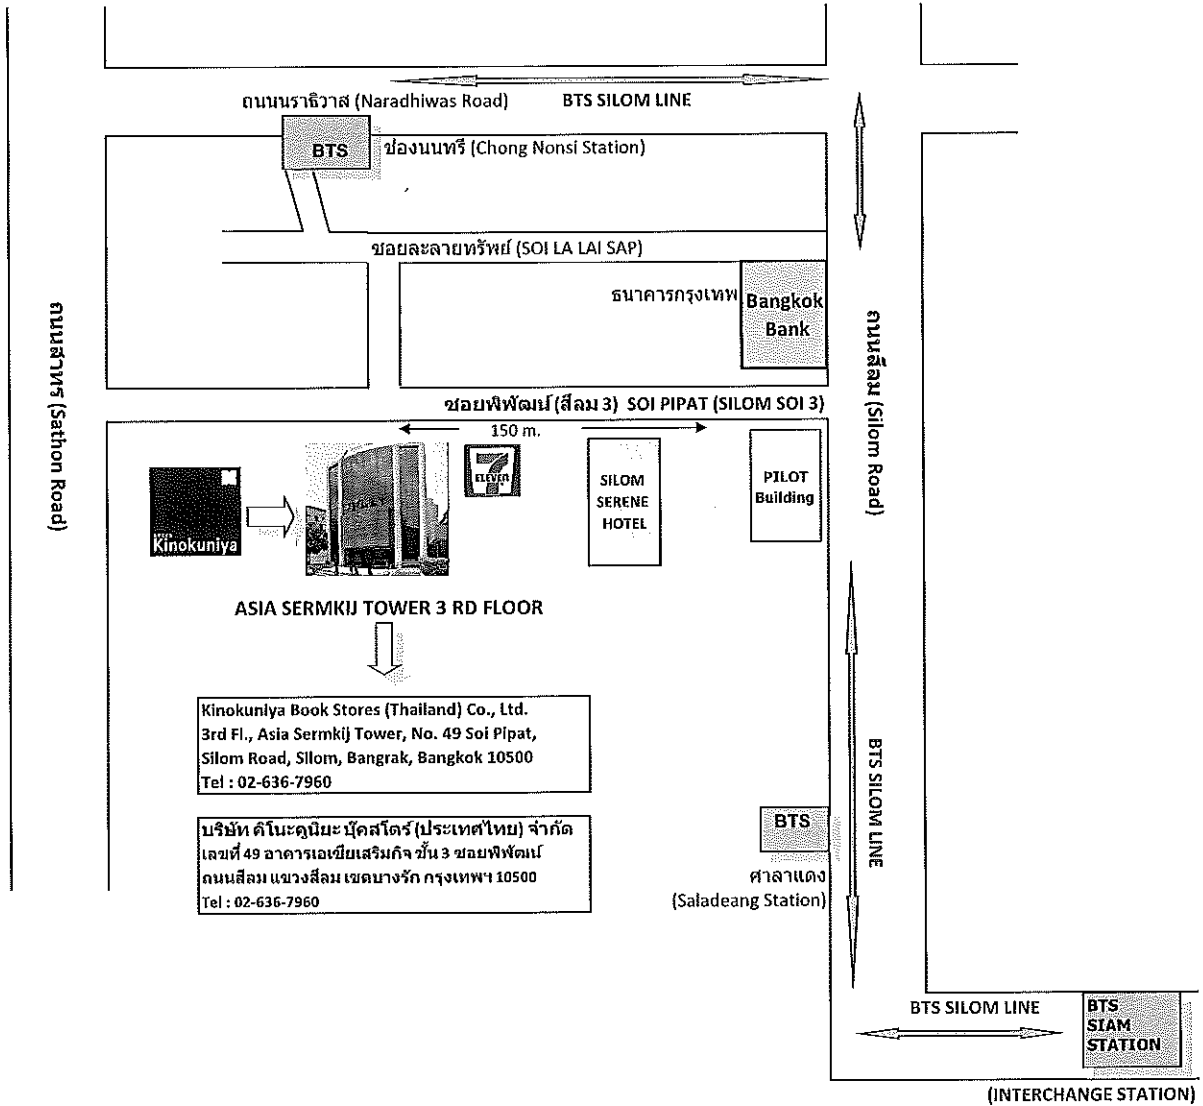 ถนนนราธิวาส (Naradhiwas Road)
BTS SILOM LINE
BTS
ช่องนนทรี (Chong Nonsi Station)
ซอยละลายทรัพย์ (SOI LA LAI SAP)
ธนาคารกรุงเทพ
Bangkok
Bank
ถนนสาทร (Sathon Road)
ถนนสีลม (Silom Road)
ซอยพิพัฒน์ (สีลม 3) SOI PIPAT (SILOM SOI 3)
150 m.
7
ELEVEN
SILOM
SERENE
HOTEL
PILOT
Building
Kinokuniya
ASIA SERMKIJ TOWER 3 RD FLOOR
Kinokuniya Book Stores (Thailand) Co., Ltd.
3rd Fl., Asia Sermkij Tower, No. 49 Soi Pipat,
Silom Road, Silom, Bangrak, Bangkok 10500
Tel : 02-636-7960
บริษัท คิโนะคูนิยะ บุ๊คสโตร์ (ประเทศไทย) จำกัด
เลขที่ 49 อาคารเอเชียเสริมกิจ ชั้น 3 ซอยพิพัฒน์
ถนนสีลม แขวงสีลม เขตบางรัก กรุงเทพฯ 10500
Tel : 02-636-7960
BTS SILOM LINE
BTS
ศาลาแดง
(Saladeang Station)
BTS SILOM LINE
BTS
SIAM
STATION
(INTERCHANGE STATION)